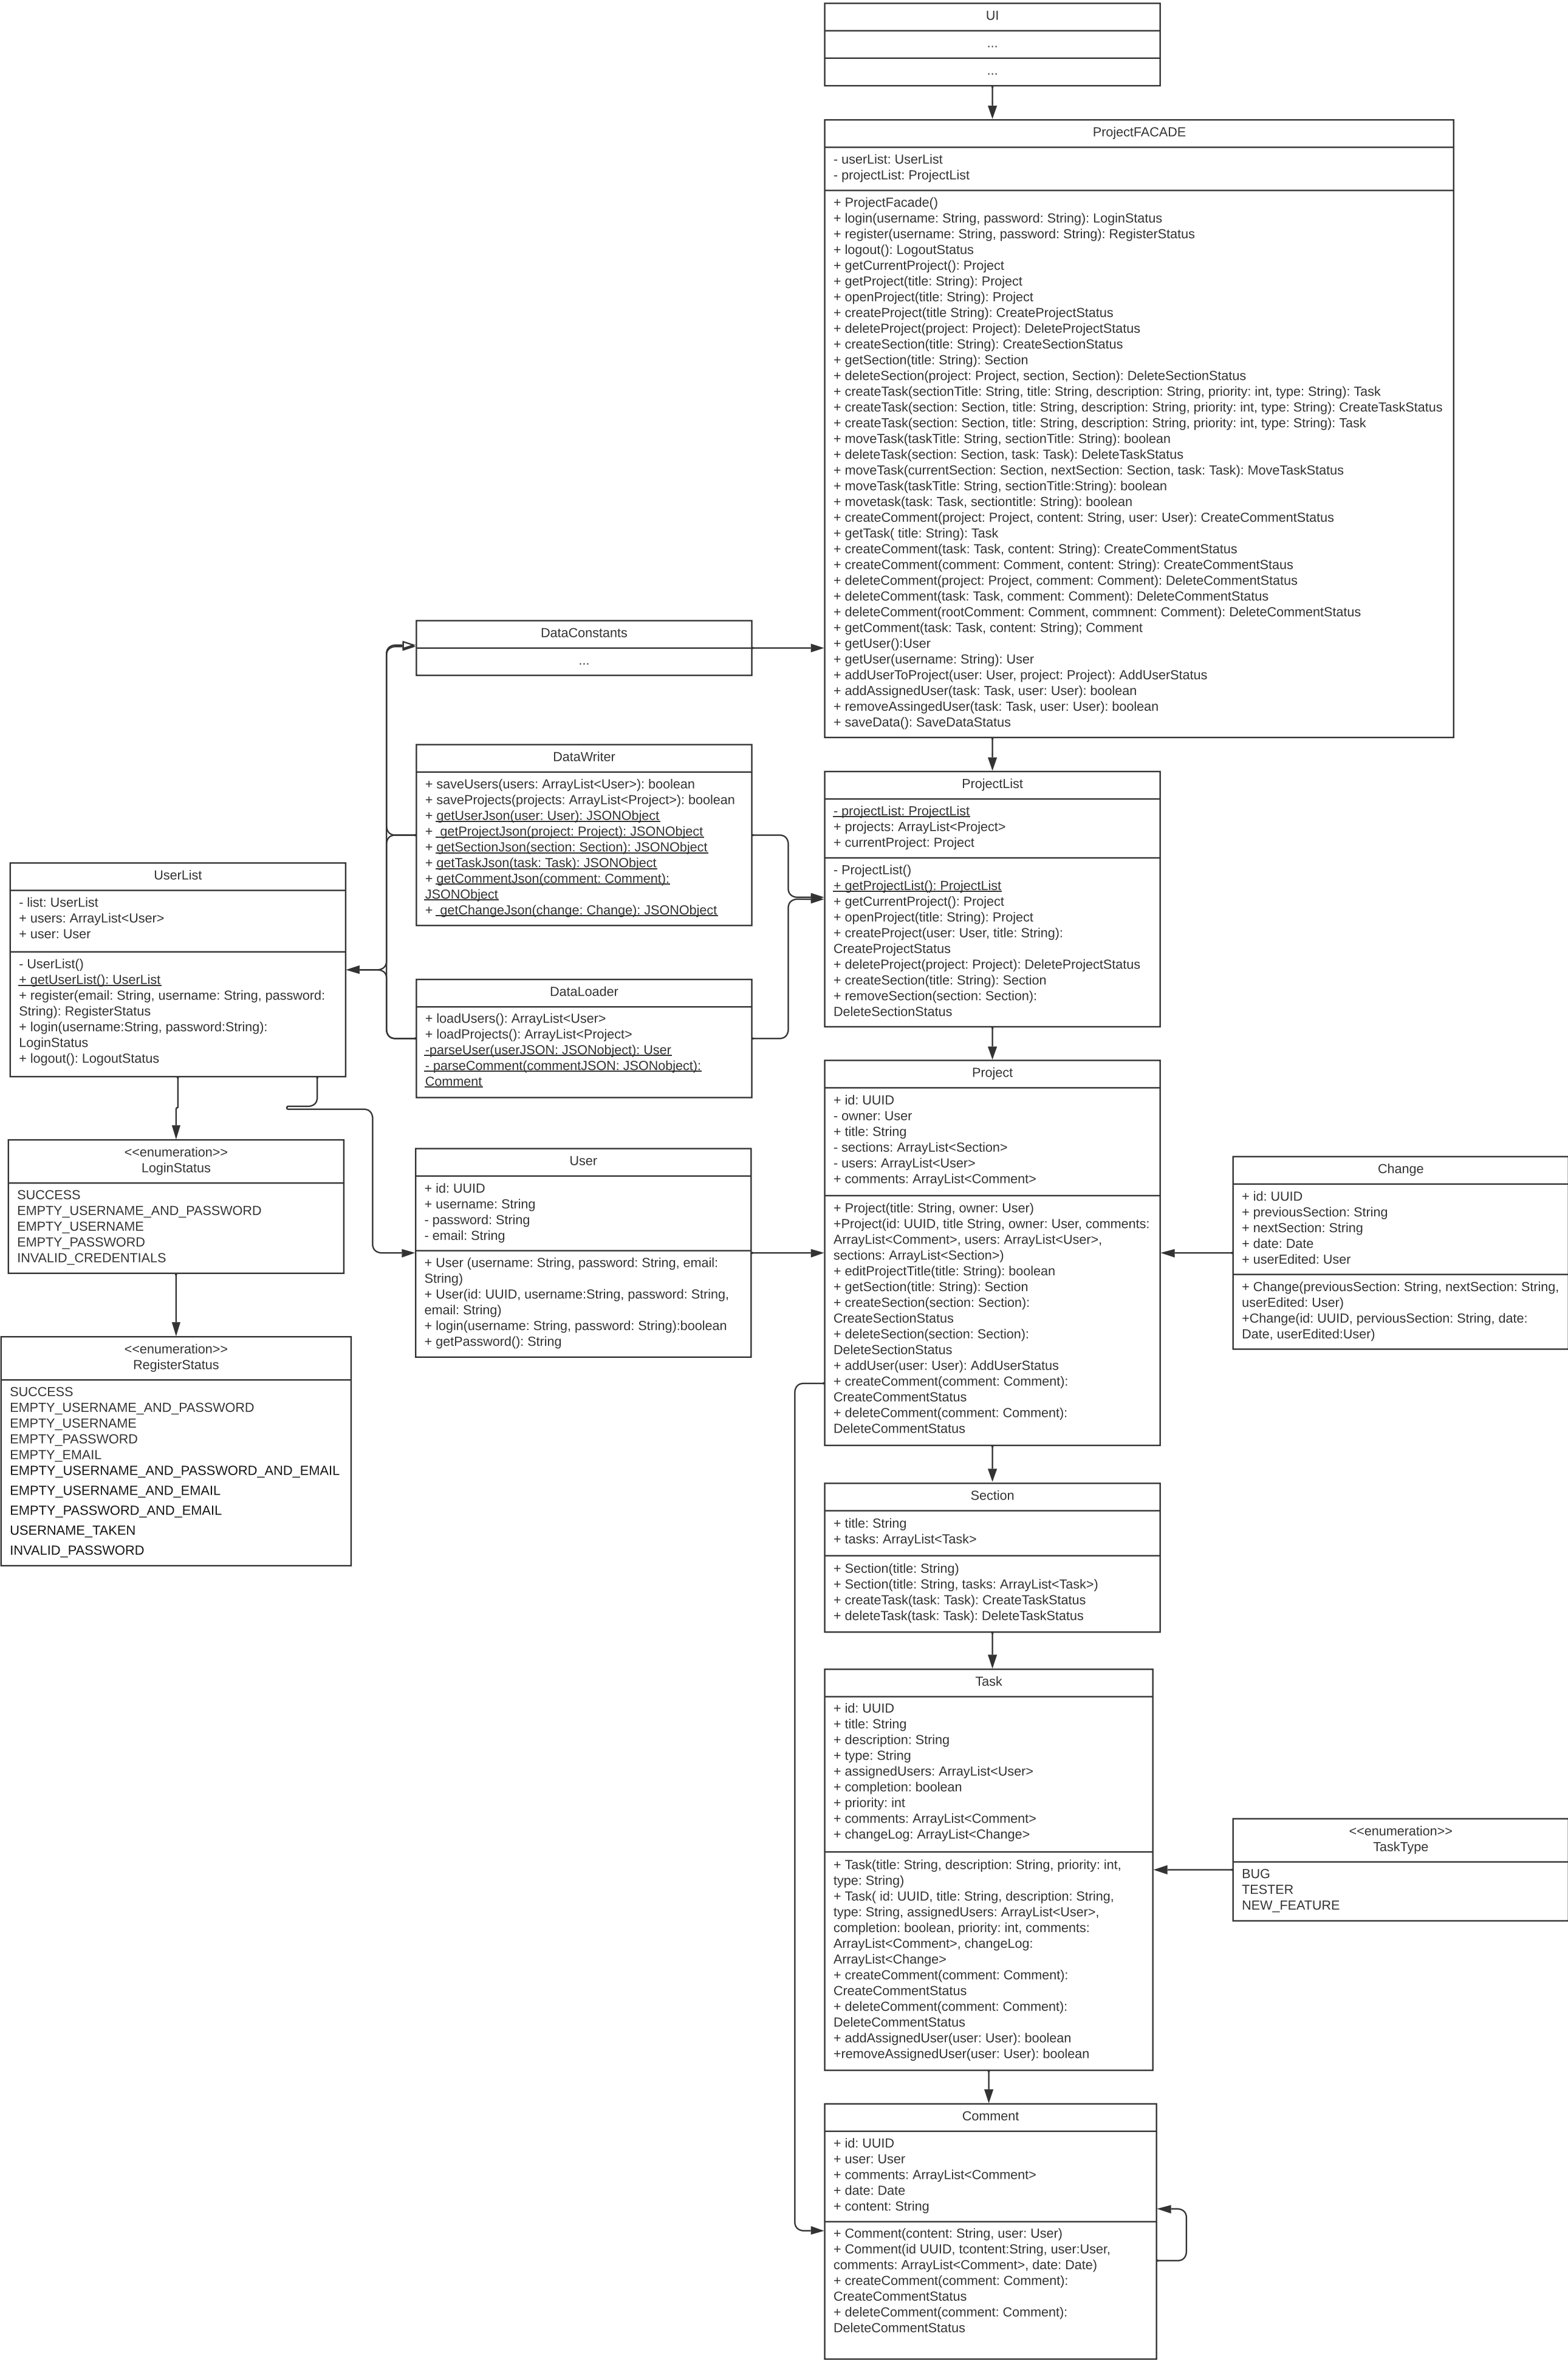 UI
...
...
ProjectFACADE
- userList: UserList
- projectList: ProjectList
+ ProjectFacade()
+ login(username: String, password: String): LoginStatus
+ register(username: String, password: String): RegisterStatus
+ logout(): LogoutStatus
+ getCurrentProject(): Project
+ getProject(title: String): Project
+ openProject(title: String): Project
+ createProject(title String): CreateProjectStatus
+ deleteProject(project: Project): DeleteProjectStatus
+ createSection(title: String): CreateSectionStatus
+ getSection(title: String): Section
+ deleteSection(project: Project, section, Section): DeleteSectionStatus
+ createTask(sectionTitle: String, title: String, description: String, priority: int, type: String): Task
+ createTask(section: Section, title: String, description: String, priority: int, type: String): CreateTaskStatus
+ createTask(section: Section, title: String, description: String, priority: int, type: String): Task
+ moveTask(taskTitle: String, sectionTitle: String): boolean
+ deleteTask(section: Section, task: Task): DeleteTaskStatus
+ moveTask(currentSection: Section, nextSection: Section, task: Task): MoveTaskStatus
+ moveTask(taskTitle: String, sectionTitle:String): boolean
+ movetask(task: Task, sectiontitle: String): boolean
+ createComment(project: Project, content: String, user: User): CreateCommentStatus
+ getTask( title: String): Task
+ createComment(task: Task, content: String): CreateCommentStatus
+ createComment(comment: Comment, content: String): CreateCommentStaus
+ deleteComment(project: Project, comment: Comment): DeleteCommentStatus
+ deleteComment(task: Task, comment: Comment): DeleteCommentStatus
+ deleteComment(rootComment: Comment, commnent: Comment): DeleteCommentStatus
+ getComment(task: Task, content: String); Comment
+ getUser():User
+ getUser(username: String): User
+ addUserToProject(user: User, project: Project): AddUserStatus
+ addAssignedUser(task: Task, user: User): boolean
+ removeAssingedUser(task: Task, user: User): boolean
+ saveData(): SaveDataStatus
DataConstants
...
DataWriter
+ saveUsers(users: ArrayList<User>): boolean
+ saveProjects(projects: ArrayList<Project>): boolean
+ getUserJson(user: User): JSONObject
+  getProjectJson(project: Project): JSONObject
+ getSectionJson(section: Section): JSONObject
+ getTaskJson(task: Task): JSONObject
+ getCommentJson(comment: Comment):
JSONObject
+  getChangeJson(change: Change): JSONObject
ProjectList
- projectList: ProjectList
+ projects: ArrayList<Project>
+ currentProject: Project
- ProjectList()
+ getProjectList(): ProjectList
+ getCurrentProject(): Project
+ openProject(title: String): Project
+ createProject(user: User, title: String):
CreateProjectStatus
+ deleteProject(project: Project): DeleteProjectStatus
+ createSection(title: String): Section
+ removeSection(section: Section):
DeleteSectionStatus
UserList
- list: UserList
+ users: ArrayList<User>
+ user: User
- UserList()
+ getUserList(): UserList
+ register(email: String, username: String, password:
String): RegisterStatus
+ login(username:String, password:String):
LoginStatus
+ logout(): LogoutStatus
DataLoader
+ loadUsers(): ArrayList<User>
+ loadProjects(): ArrayList<Project>
-parseUser(userJSON: JSONobject): User
- parseComment(commentJSON: JSONobject):
Comment
<<enumeration>>
LoginStatus
SUCCESS
EMPTY_USERNAME_AND_PASSWORD
EMPTY_USERNAME
EMPTY_PASSWORD
INVALID_CREDENTIALS
User
+ id: UUID
+ username: String
- password: String
- email: String
+ User (username: String, password: String, email:
String)
+ User(id: UUID, username:String, password: String,
email: String)
+ login(username: String, password: String):boolean
+ getPassword(): String
Project
+ id: UUID
- owner: User
+ title: String
- sections: ArrayList<Section>
- users: ArrayList<User>
+ comments: ArrayList<Comment>
+ Project(title: String, owner: User)
+Project(id: UUID, title String, owner: User, comments:
ArrayList<Comment>, users: ArrayList<User>,
sections: ArrayList<Section>)
+ editProjectTitle(title: String): boolean
+ getSection(title: String): Section
+ createSection(section: Section):
CreateSectionStatus
+ deleteSection(section: Section):
DeleteSectionStatus
+ addUser(user: User): AddUserStatus
+ createComment(comment: Comment):
CreateCommentStatus
+ deleteComment(comment: Comment):
DeleteCommentStatus
Change
+ id: UUID
+ previousSection: String
+ nextSection: String
+ date: Date
+ userEdited: User
+ Change(previousSection: String, nextSection: String,
userEdited: User)
+Change(id: UUID, perviousSection: String, date:
Date, userEdited:User)
<<enumeration>>
RegisterStatus
SUCCESS
EMPTY_USERNAME_AND_PASSWORD
EMPTY_USERNAME
EMPTY_PASSWORD
EMPTY_EMAIL
EMPTY_USERNAME_AND_PASSWORD_AND_EMAIL
EMPTY_USERNAME_AND_EMAIL
EMPTY_PASSWORD_AND_EMAIL
USERNAME_TAKEN
INVALID_PASSWORD
Section
+ title: String
+ tasks: ArrayList<Task>
+ Section(title: String)
+ Section(title: String, tasks: ArrayList<Task>)
+ createTask(task: Task): CreateTaskStatus
+ deleteTask(task: Task): DeleteTaskStatus
Task
+ id: UUID
+ title: String
+ description: String
+ type: String
+ assignedUsers: ArrayList<User>
+ completion: boolean
+ priority: int
+ comments: ArrayList<Comment>
+ changeLog: ArrayList<Change>
+ Task(title: String, description: String, priority: int,
type: String)
+ Task( id: UUID, title: String, description: String,
type: String, assignedUsers: ArrayList<User>,
completion: boolean, priority: int, comments:
ArrayList<Comment>, changeLog:
ArrayList<Change>
+ createComment(comment: Comment):
CreateCommentStatus
+ deleteComment(comment: Comment):
DeleteCommentStatus
+ addAssignedUser(user: User): boolean
+removeAssignedUser(user: User): boolean
<<enumeration>>
TaskType
BUG
TESTER
NEW_FEATURE
Comment
+ id: UUID
+ user: User
+ comments: ArrayList<Comment>
+ date: Date
+ content: String
+ Comment(content: String, user: User)
+ Comment(id UUID, tcontent:String, user:User,
comments: ArrayList<Comment>, date: Date)
+ createComment(comment: Comment):
CreateCommentStatus
+ deleteComment(comment: Comment):
DeleteCommentStatus